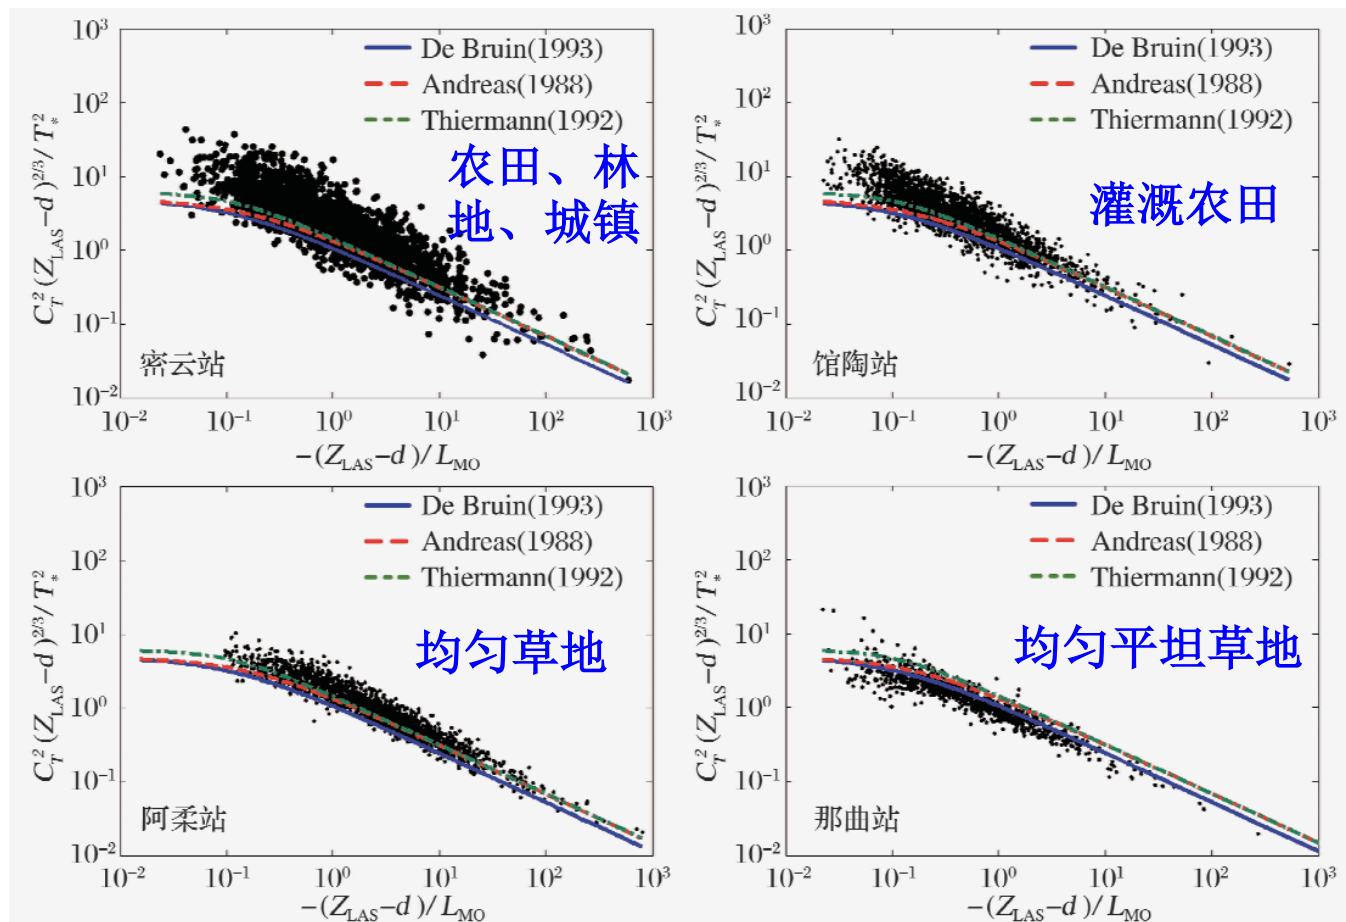 10³
10²
10¹
10⁰
10⁻¹
10⁻²
C_T² (Z_LAS−d)^2/3 / T_*²
De Bruin(1993)
Andreas(1988)
Thiermann(1992)
农田、林
地、城镇
密云站
10⁻² 10⁻¹ 10⁰ 10¹ 10² 10³
−(Z_LAS−d)/L_MO
10³
10²
10¹
10⁰
10⁻¹
10⁻²
C_T² (Z_LAS−d)^2/3 / T_*²
De Bruin(1993)
Andreas(1988)
Thiermann(1992)
灌溉农田
馆陶站
10⁻² 10⁻¹ 10⁰ 10¹ 10² 10³
−(Z_LAS−d)/L_MO
10³
10²
10¹
10⁰
10⁻¹
10⁻²
C_T² (Z_LAS−d)^2/3 / T_*²
De Bruin(1993)
Andreas(1988)
Thiermann(1992)
均匀草地
阿柔站
10⁻² 10⁻¹ 10⁰ 10¹ 10² 10³
−(Z_LAS−d)/L_MO
10³
10²
10¹
10⁰
10⁻¹
10⁻²
C_T² (Z_LAS−d)^2/3 / T_*²
De Bruin(1993)
Andreas(1988)
Thiermann(1992)
均匀平坦草地
那曲站
10⁻² 10⁻¹ 10⁰ 10¹ 10² 10³
−(Z_LAS−d)/L_MO